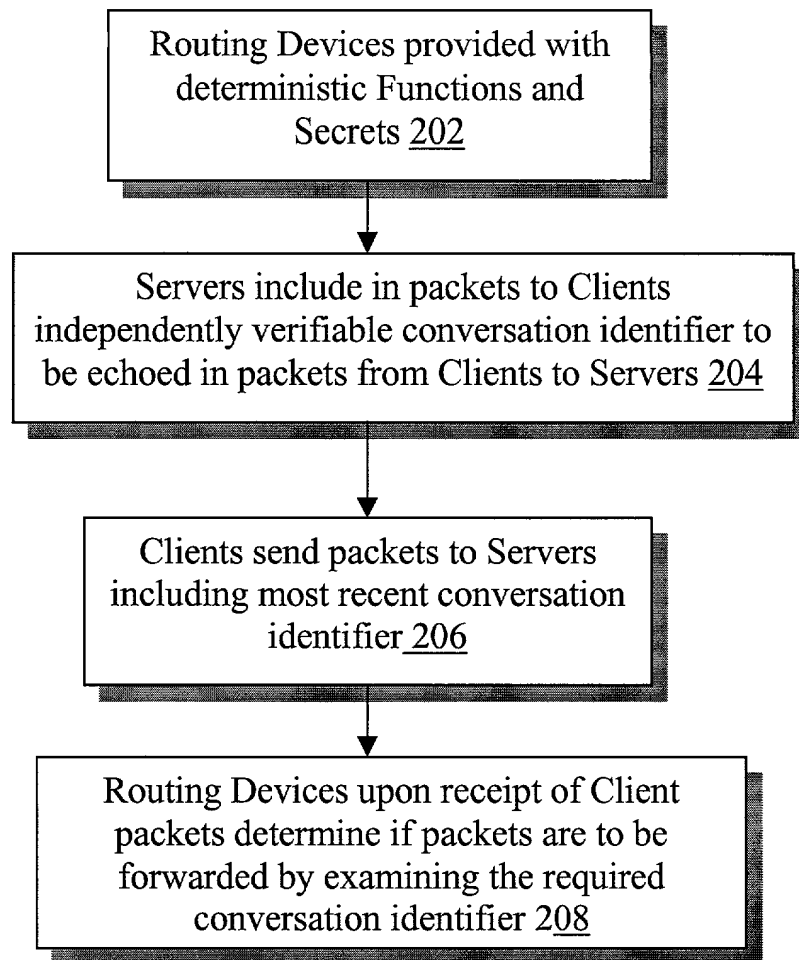 Routing Devices provided with
deterministic Functions and
Secrets 202
Servers include in packets to Clients
independently verifiable conversation identifier to
be echoed in packets from Clients to Servers 204
Clients send packets to Servers
including most recent conversation
identifier 206
Routing Devices upon receipt of Client
packets determine if packets are to be
forwarded by examining the required
conversation identifier 208